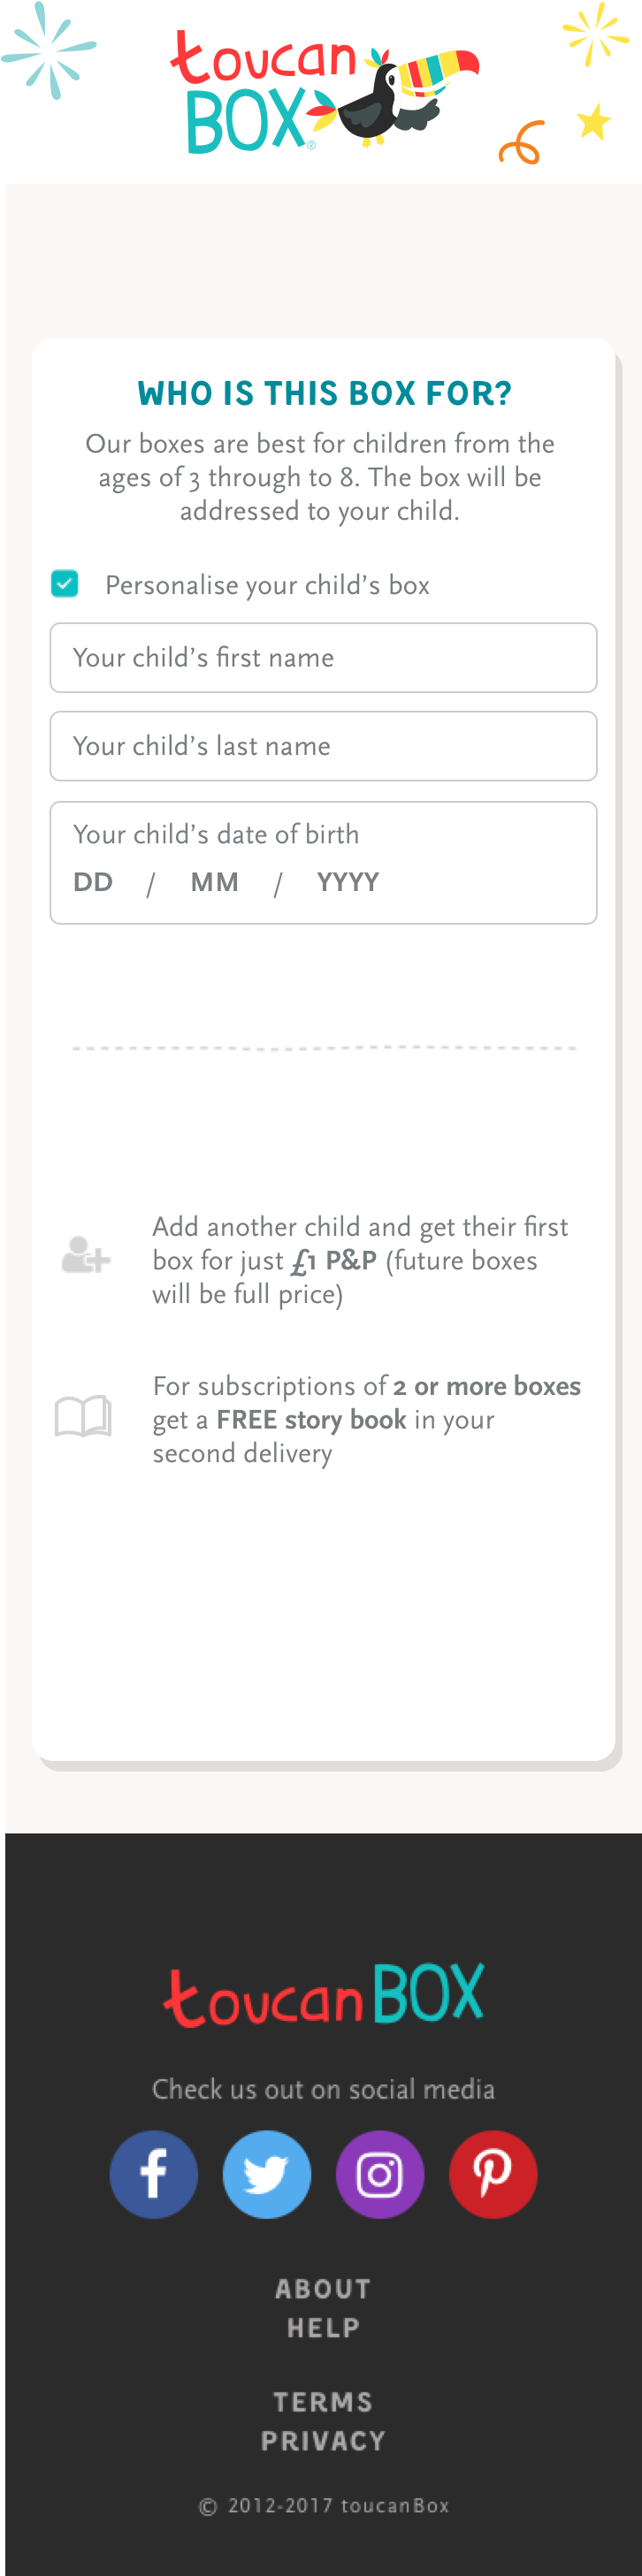 toucan
BOX®
WHO IS THIS BOX FOR?
Our boxes are best for children from the
ages of 3 through to 8. The box will be
addressed to your child.
Personalise your child’s box
Your child’s first name
Your child’s last name
Your child’s date of birth
DD / MM / YYYY
Add another child and get their first
box for just £1 P&P (future boxes
will be full price)
For subscriptions of 2 or more boxes
get a FREE story book in your
second delivery
toucanBOX
Check us out on social media
ABOUT
HELP
TERMS
PRIVACY
© 2012-2017 toucanBox